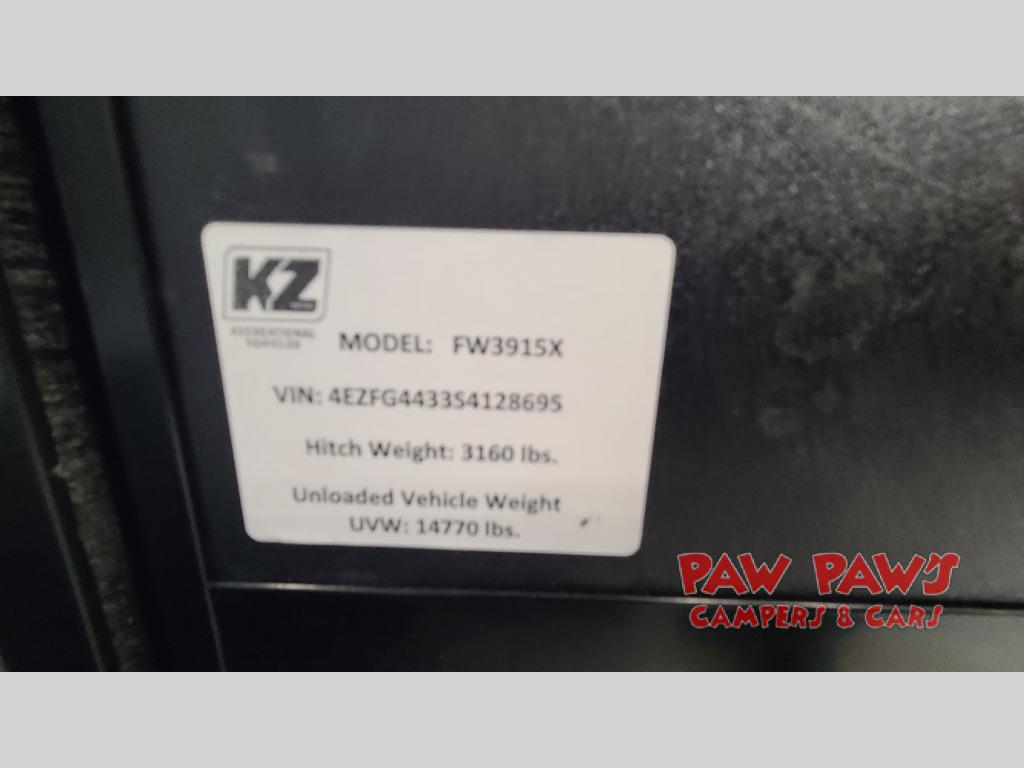 KZ
RECREATIONAL
VEHICLES
MODEL: FW3915X
VIN: 4EZFG4433S4128695
Hitch Weight: 3160 lbs.
Unloaded Vehicle Weight
UVW: 14770 lbs.
PAW PAW'S
CAMPERS & CARS